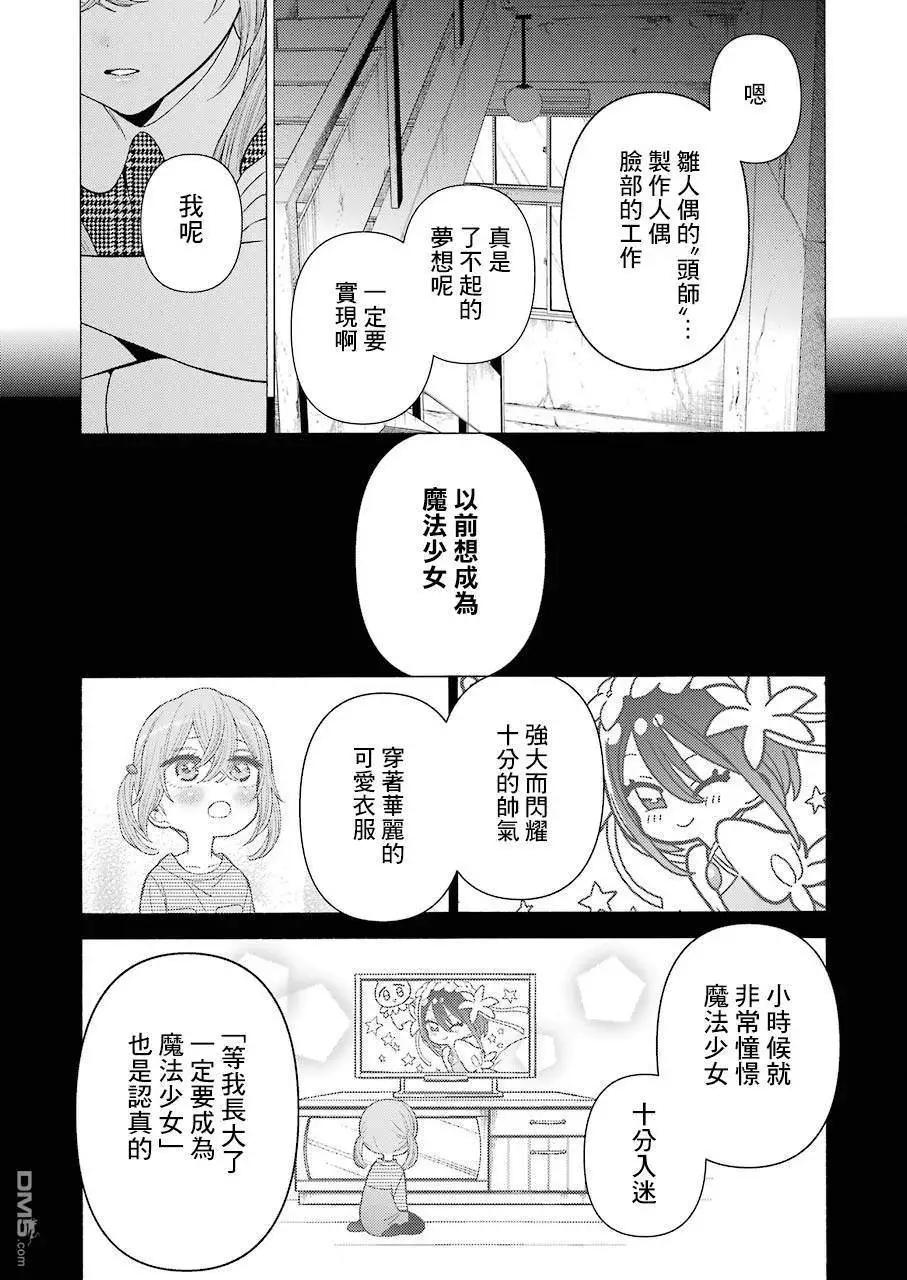 嗯
雛人偶的〝頭師〞…
製作人偶
臉部的工作
真是
了不起的
夢想呢
一定要
實現啊
我呢
以前想成為
魔法少女
強大而閃耀
十分的帥氣
穿著華麗的
可愛衣服
小時候就
非常憧憬
魔法少女
十分入迷
「等我長大了
一定要成為
魔法少女」
也是認真的
DM5.com